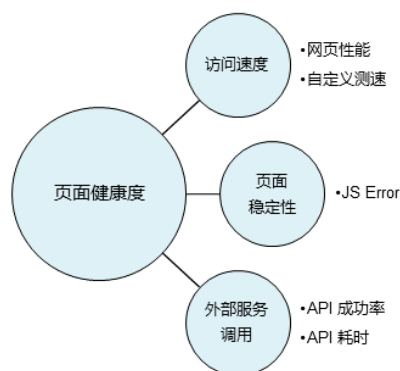 访问速度
•网页性能
•自定义测速
页面健康度
页面
稳定性
•JS Error
外部服务
调用
•API 成功率
•API 耗时